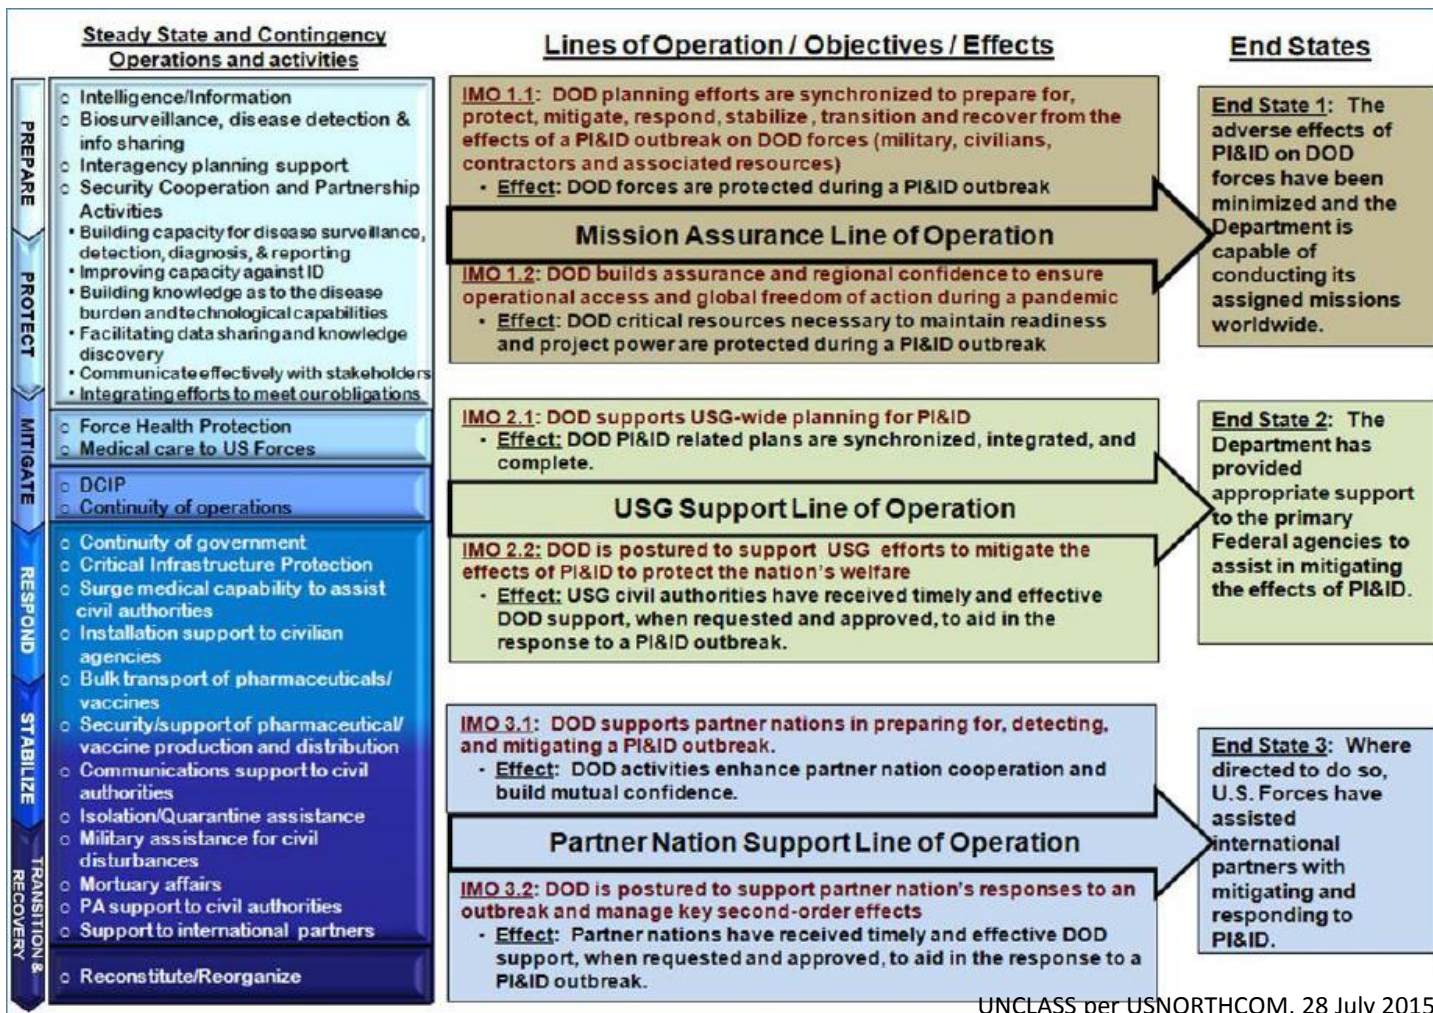 Steady State and Contingency
Operations and activities
PREPARE
PROTECT
MITIGATE
RESPOND
STABILIZE
TRANSITION &
RECOVERY
o Intelligence/Information
o Biosurveillance, disease detection &
info sharing
o Interagency planning support
o Security Cooperation and Partnership
Activities
• Building capacity for disease surveillance,
detection, diagnosis, & reporting
• Improving capacity against ID
• Building knowledge as to the disease
burden and technological capabilities
• Facilitating data sharing and knowledge
discovery
• Communicate effectively with stakeholders
• Integrating efforts to meet our obligations
o Force Health Protection
o Medical care to US Forces
o DCIP
o Continuity of operations
o Continuity of government
o Critical Infrastructure Protection
o Surge medical capability to assist
civil authorities
o Installation support to civilian
agencies
o Bulk transport of pharmaceuticals/
vaccines
o Security/support of pharmaceutical/
vaccine production and distribution
o Communications support to civil
authorities
o Isolation/Quarantine assistance
o Military assistance for civil
disturbances
o Mortuary affairs
o PA support to civil authorities
o Support to international partners
o Reconstitute/Reorganize
Lines of Operation / Objectives / Effects
IMO 1.1: DOD planning efforts are synchronized to prepare for,
protect, mitigate, respond, stabilize, transition and recover from the
effects of a PI&ID outbreak on DOD forces (military, civilians,
contractors and associated resources)
• Effect: DOD forces are protected during a PI&ID outbreak
Mission Assurance Line of Operation
IMO 1.2: DOD builds assurance and regional confidence to ensure
operational access and global freedom of action during a pandemic
• Effect: DOD critical resources necessary to maintain readiness
and project power are protected during a PI&ID outbreak
IMO 2.1: DOD supports USG-wide planning for PI&ID
• Effect: DOD PI&ID related plans are synchronized, integrated, and
complete.
USG Support Line of Operation
IMO 2.2: DOD is postured to support USG efforts to mitigate the
effects of PI&ID to protect the nation's welfare
• Effect: USG civil authorities have received timely and effective
DOD support, when requested and approved, to aid in the
response to a PI&ID outbreak.
IMO 3.1: DOD supports partner nations in preparing for, detecting,
and mitigating a PI&ID outbreak.
• Effect: DOD activities enhance partner nation cooperation and
build mutual confidence.
Partner Nation Support Line of Operation
IMO 3.2: DOD is postured to support partner nation's responses to an
outbreak and manage key second-order effects
• Effect: Partner nations have received timely and effective DOD
support, when requested and approved, to aid in the response to a
PI&ID outbreak.
End States
End State 1: The
adverse effects of
PI&ID on DOD
forces have been
minimized and the
Department is
capable of
conducting its
assigned missions
worldwide.
End State 2: The
Department has
provided
appropriate support
to the primary
Federal agencies to
assist in mitigating
the effects of PI&ID.
End State 3: Where
directed to do so,
U.S. Forces have
assisted
international
partners with
mitigating and
responding to
PI&ID.
UNCLASS per USNORTHCOM, 28 July 2015